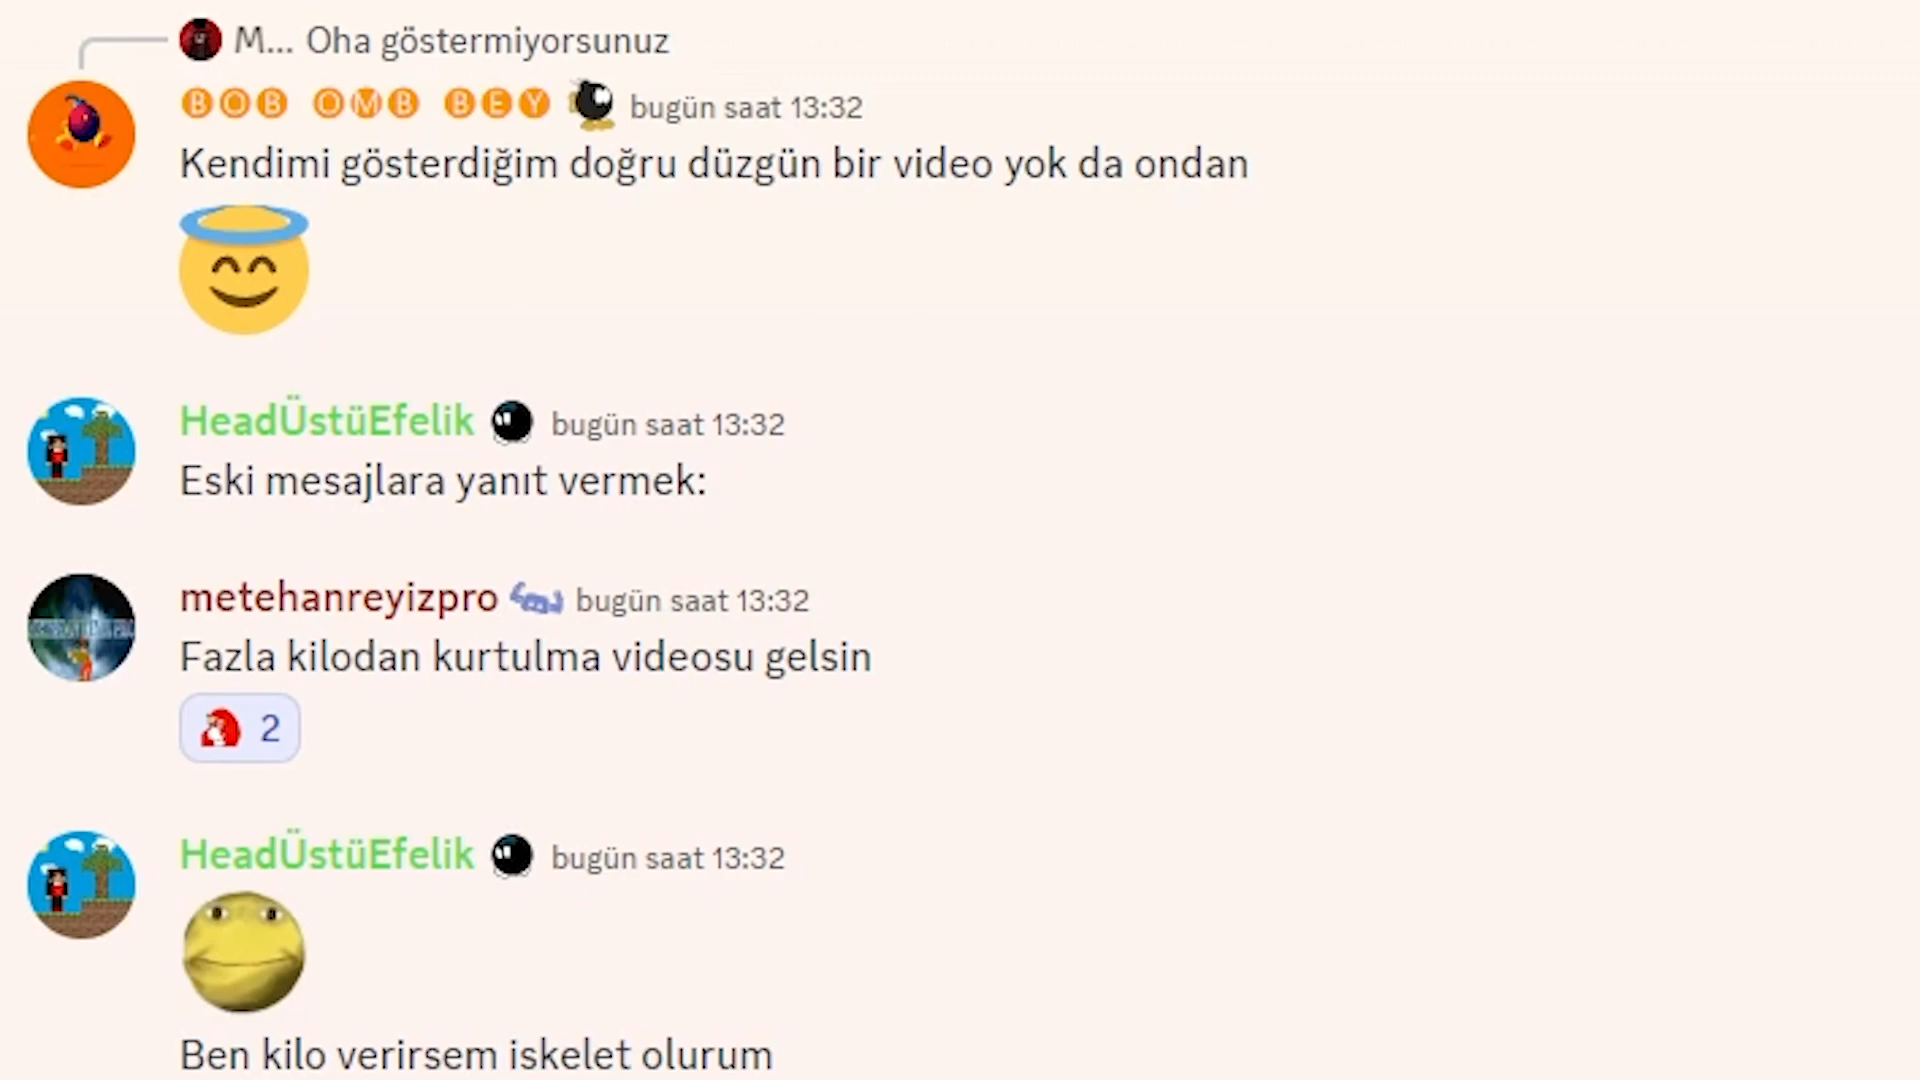 M... Oha göstermiyorsunuz
BOB OMB BEY bugün saat 13:32
Kendimi gösterdiğim doğru düzgün bir video yok da ondan
HeadÜstüEfelik bugün saat 13:32
Eski mesajlara yanıt vermek:
metehanreyizpro bugün saat 13:32
Fazla kilodan kurtulma videosu gelsin
2
HeadÜstüEfelik bugün saat 13:32
Ben kilo verirsem iskelet olurum